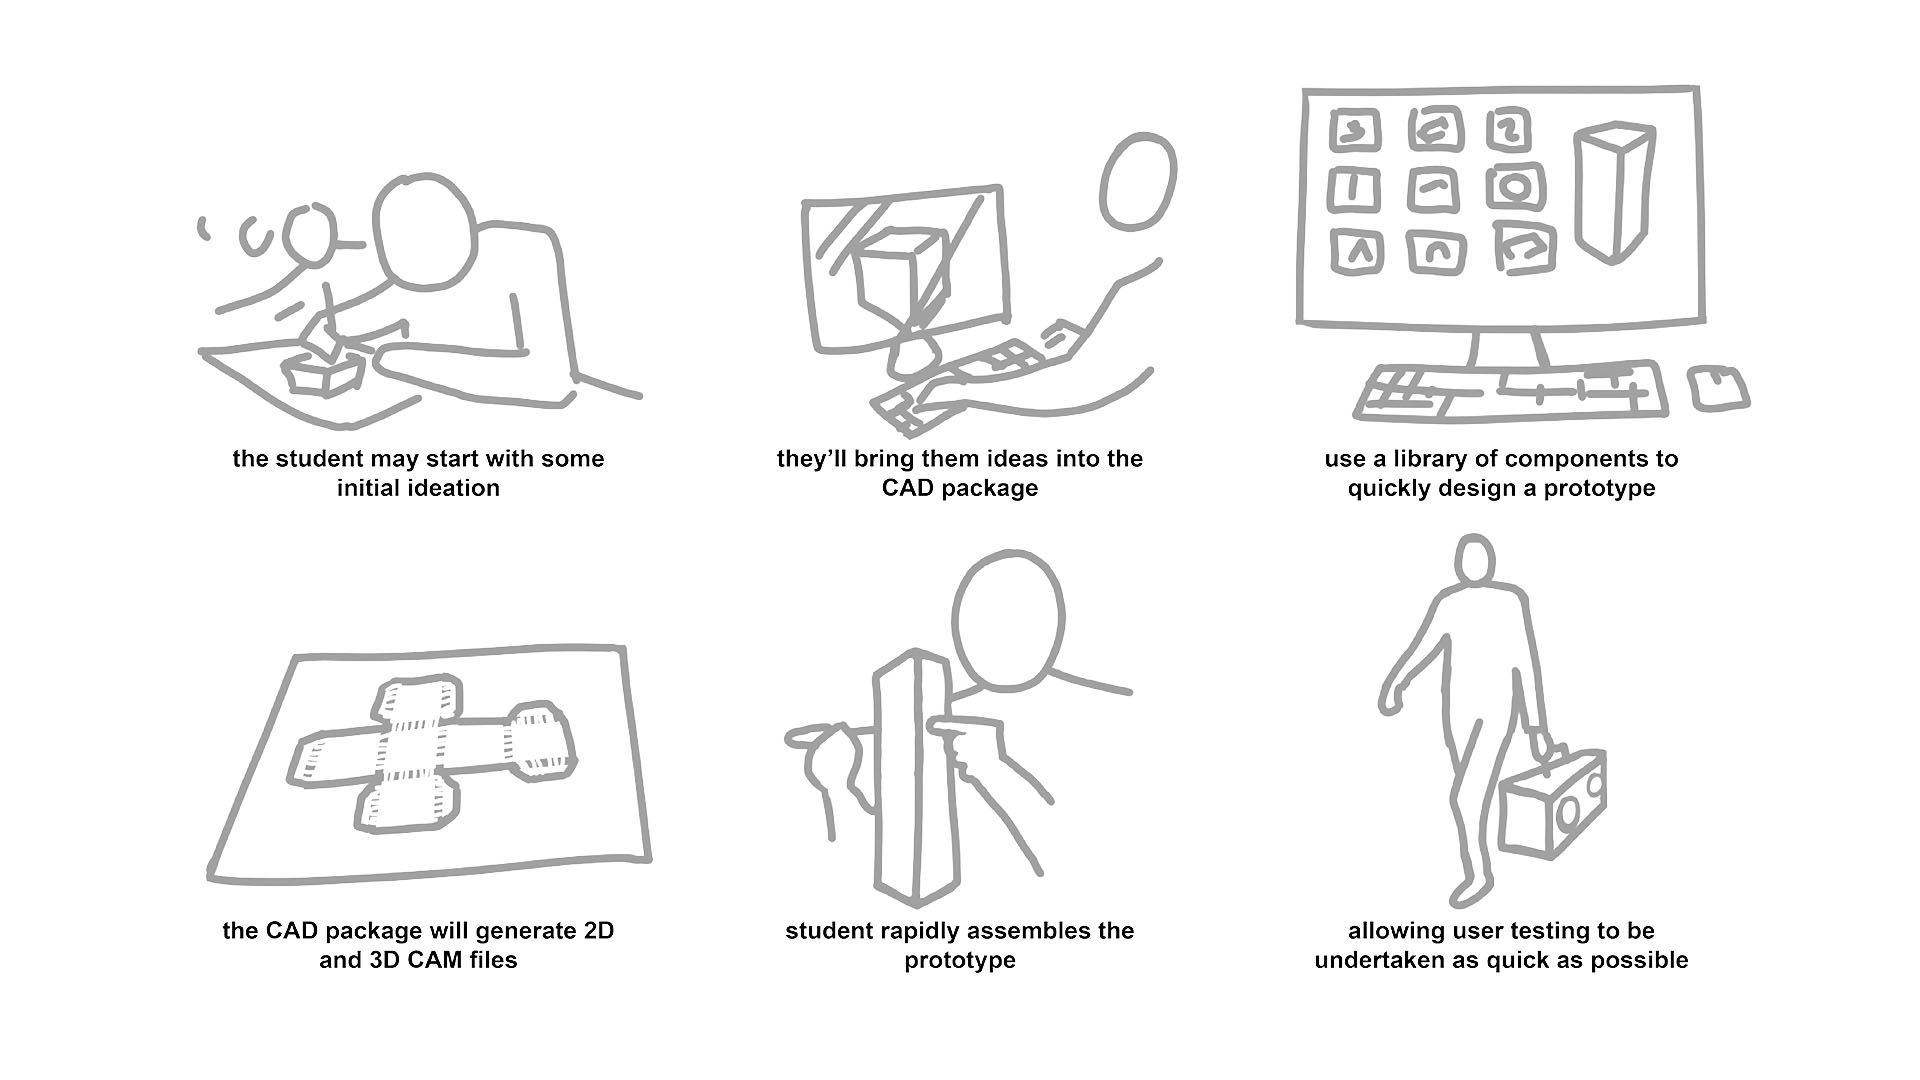 the student may start with some
initial ideation
they’ll bring them ideas into the
CAD package
use a library of components to
quickly design a prototype
the CAD package will generate 2D
and 3D CAM files
student rapidly assembles the
prototype
allowing user testing to be
undertaken as quick as possible